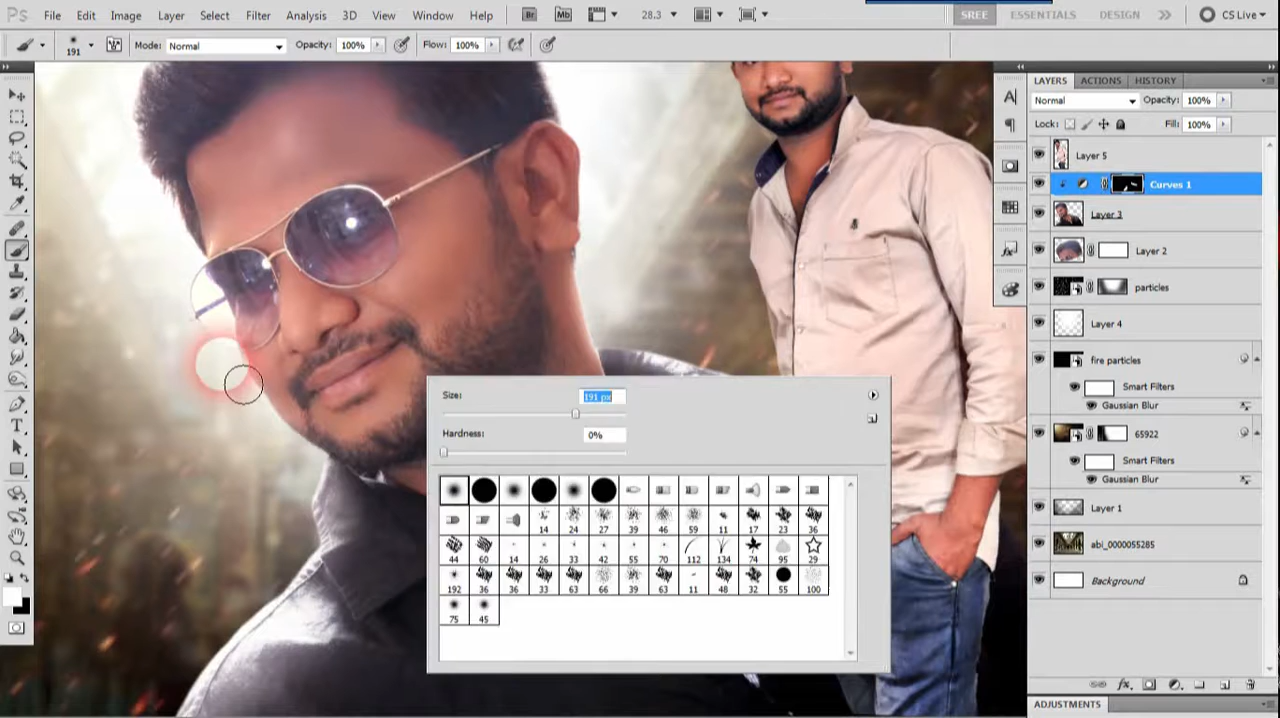 Ps File Edit Image Layer Select Filter Analysis 3D View Window Help Br Mb 28.3 SREE ESSENTIALS DESIGN CS Live
191 Mode: Normal Opacity: 100% Flow: 100%
LAYERS ACTIONS HISTORY
Normal Opacity: 100%
Lock: Fill: 100%
Layer 5
Curves 1
Layer 3
Layer 2
particles
Layer 4
fire particles
Smart Filters
Gaussian Blur
65922
Smart Filters
Gaussian Blur
Layer 1
abi_0000055285
Background
ADJUSTMENTS
Size: 191 px
Hardness: 0%
14 24 27 39 46 59 11 17 23 36
44 60 14 26 33 42 55 70 112 134 74 95 29
192 36 36 33 63 66 39 63 11 48 32 55 100
75 45